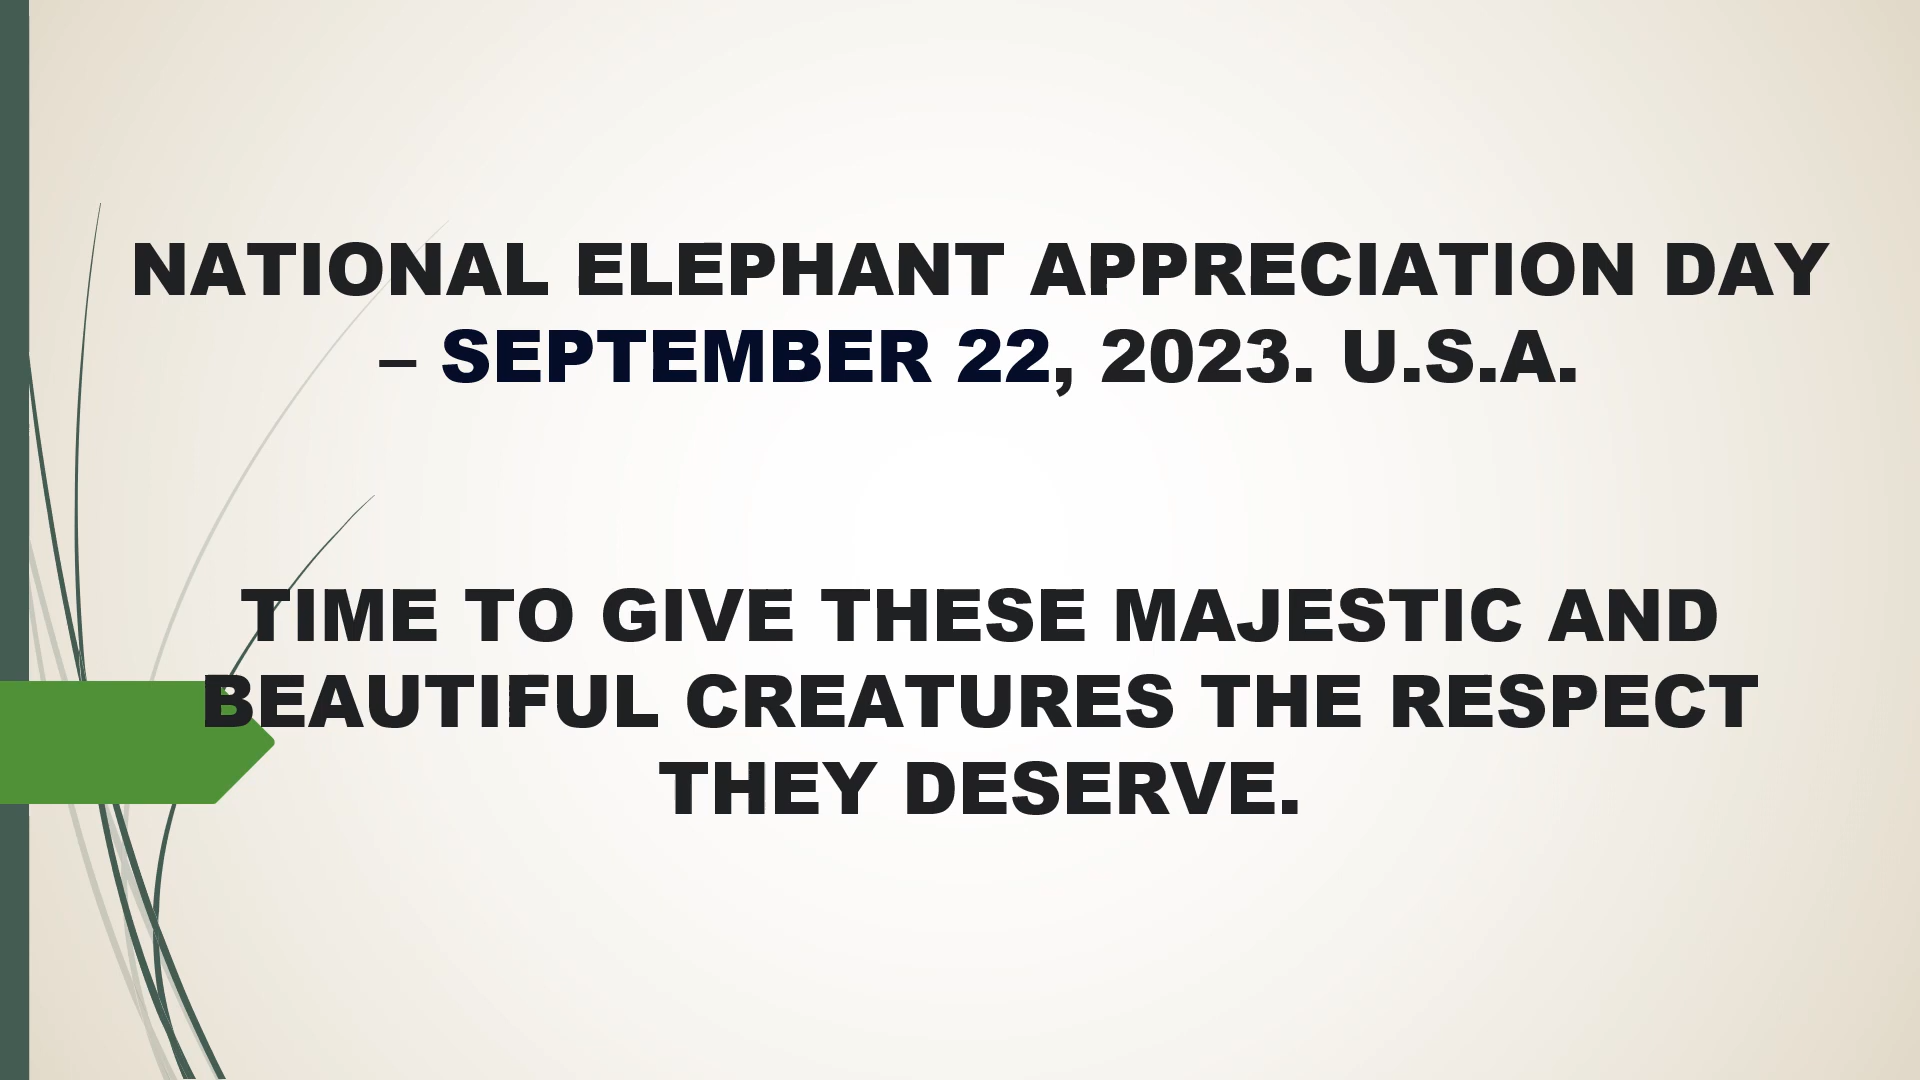 NATIONAL ELEPHANT APPRECIATION DAY
– SEPTEMBER 22, 2023. U.S.A.
TIME TO GIVE THESE MAJESTIC AND
BEAUTIFUL CREATURES THE RESPECT
THEY DESERVE.